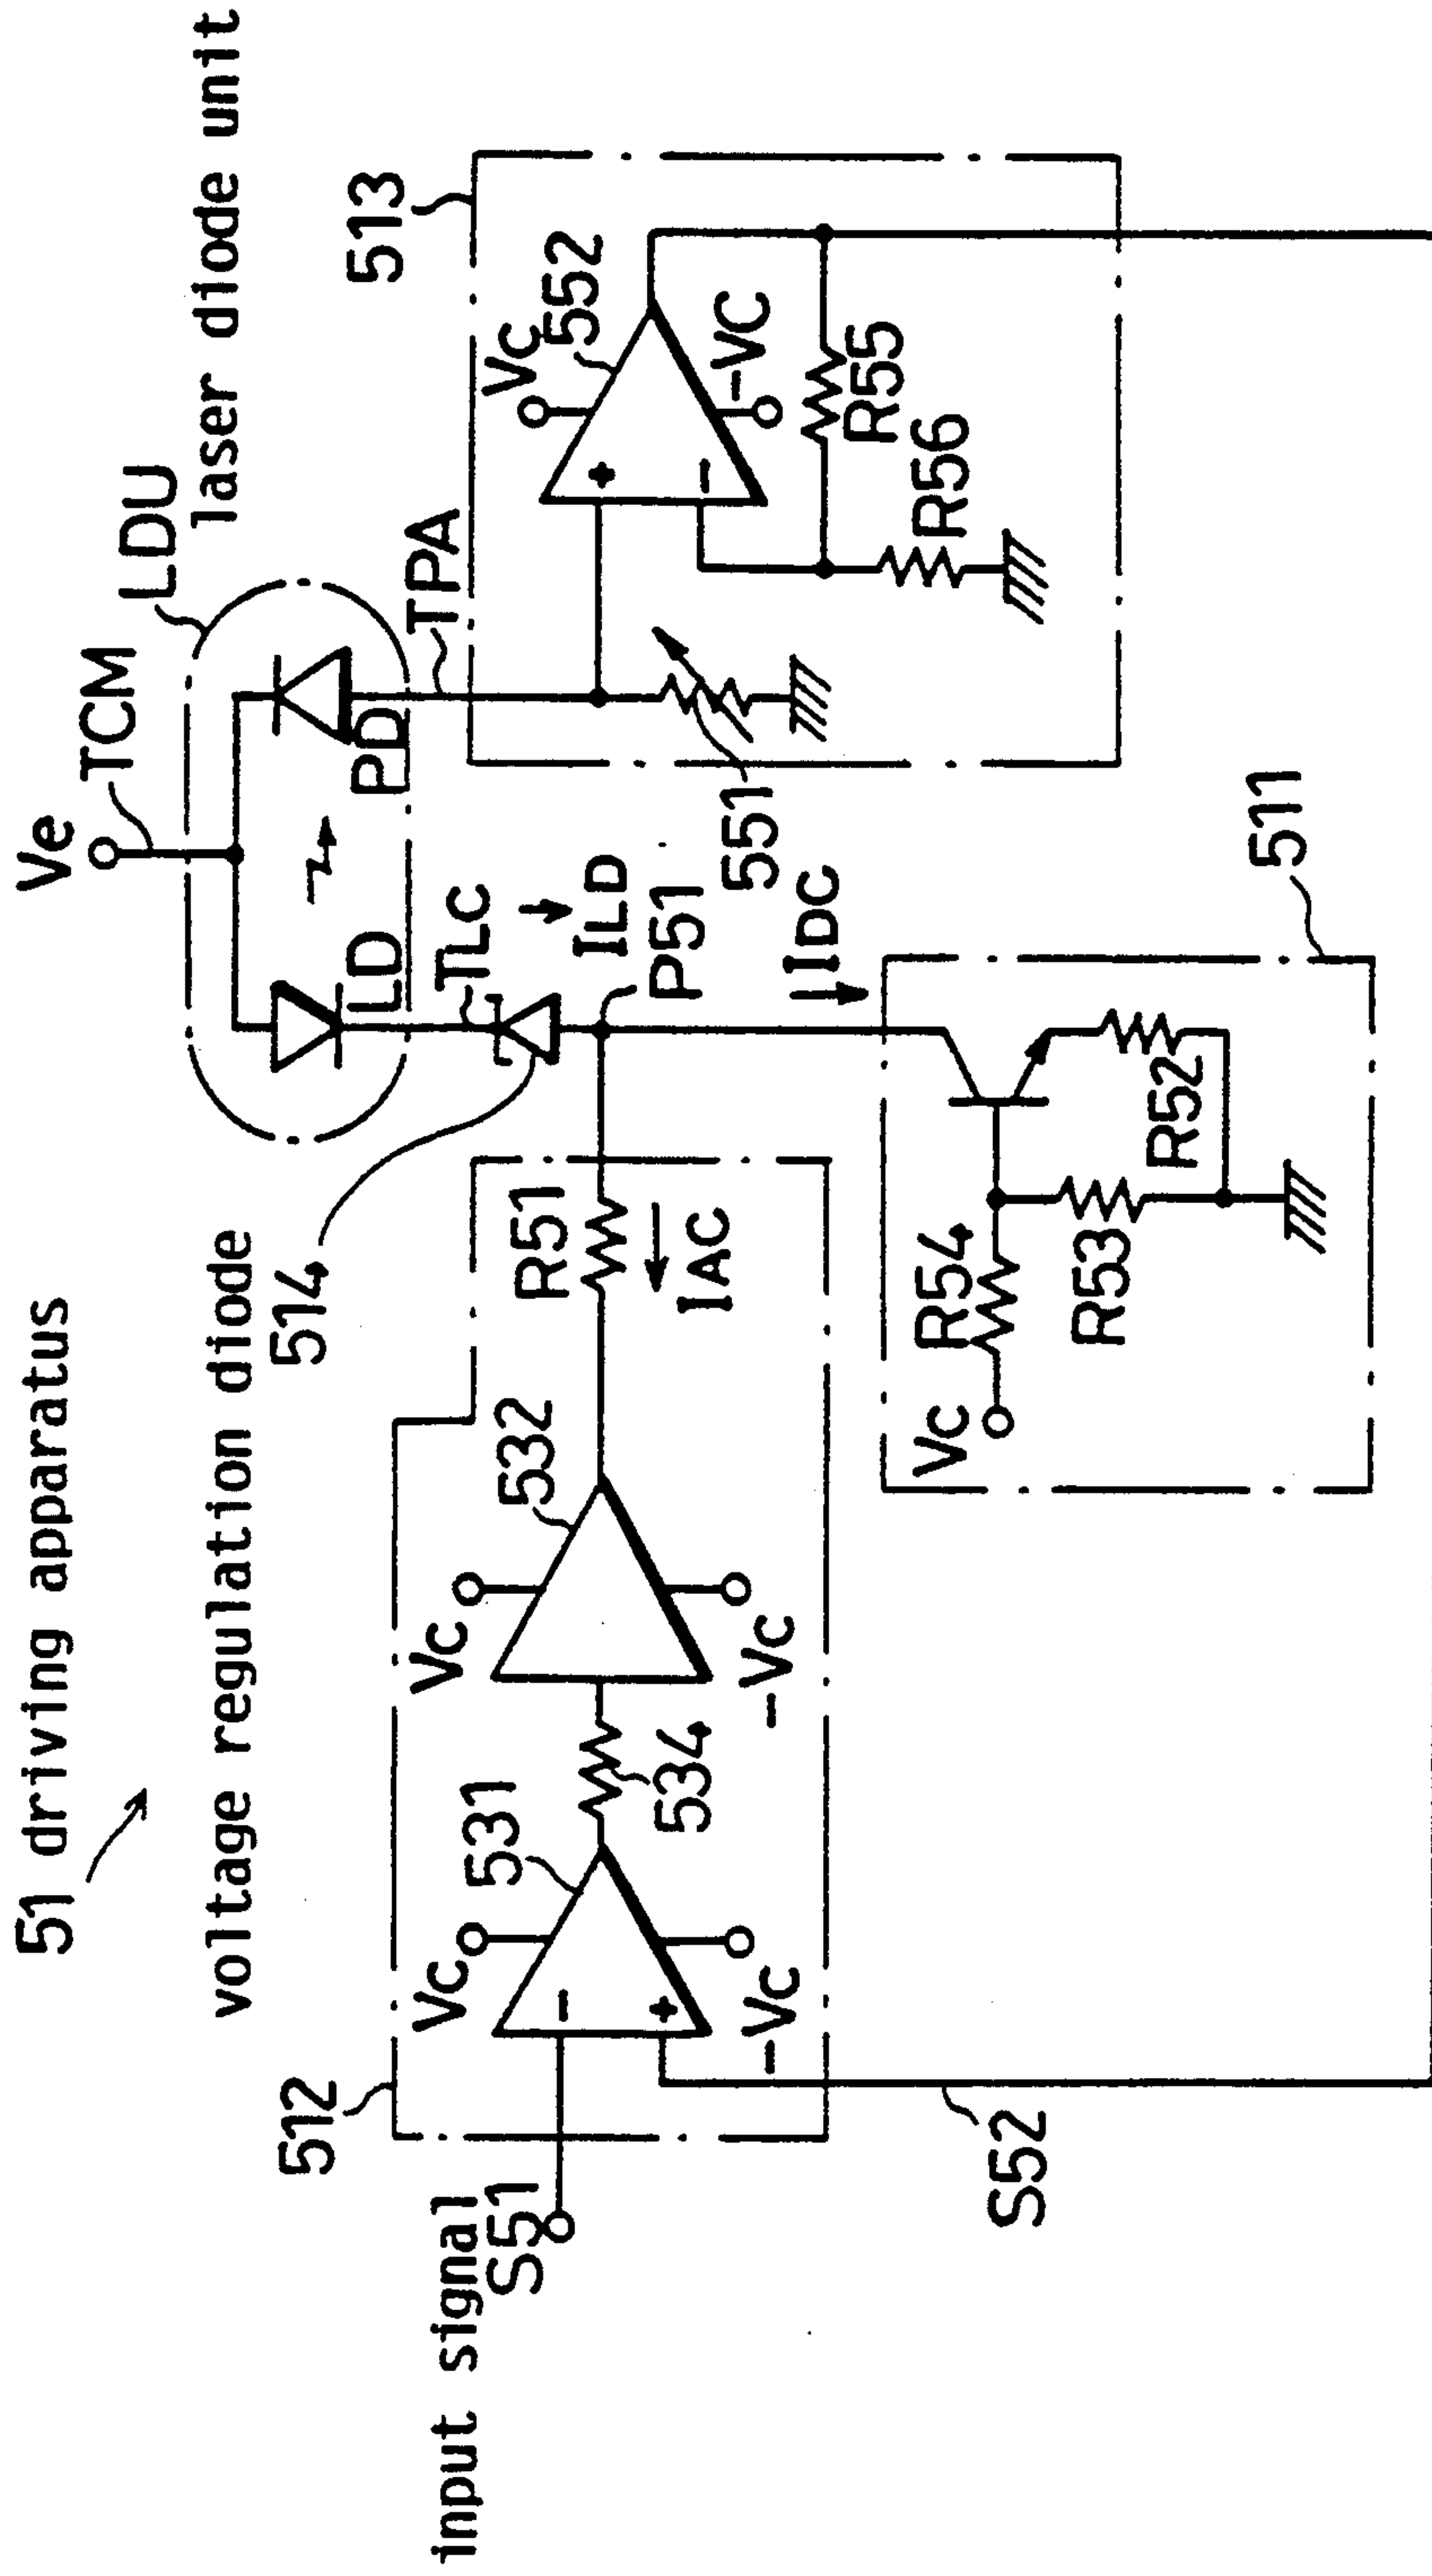 51 driving apparatus
Ve
TCM
LDU
laser diode unit
voltage regulation diode
514
LD
PD
TLC
TPA
ILD
P51
IDC
513
VC
552
-VC
R55
R56
551
512
input signal
S51
VC
531
-VC
534
VC
532
-VC
R51
IAC
S52
511
VC
R54
R53
R52
+
-
-
+